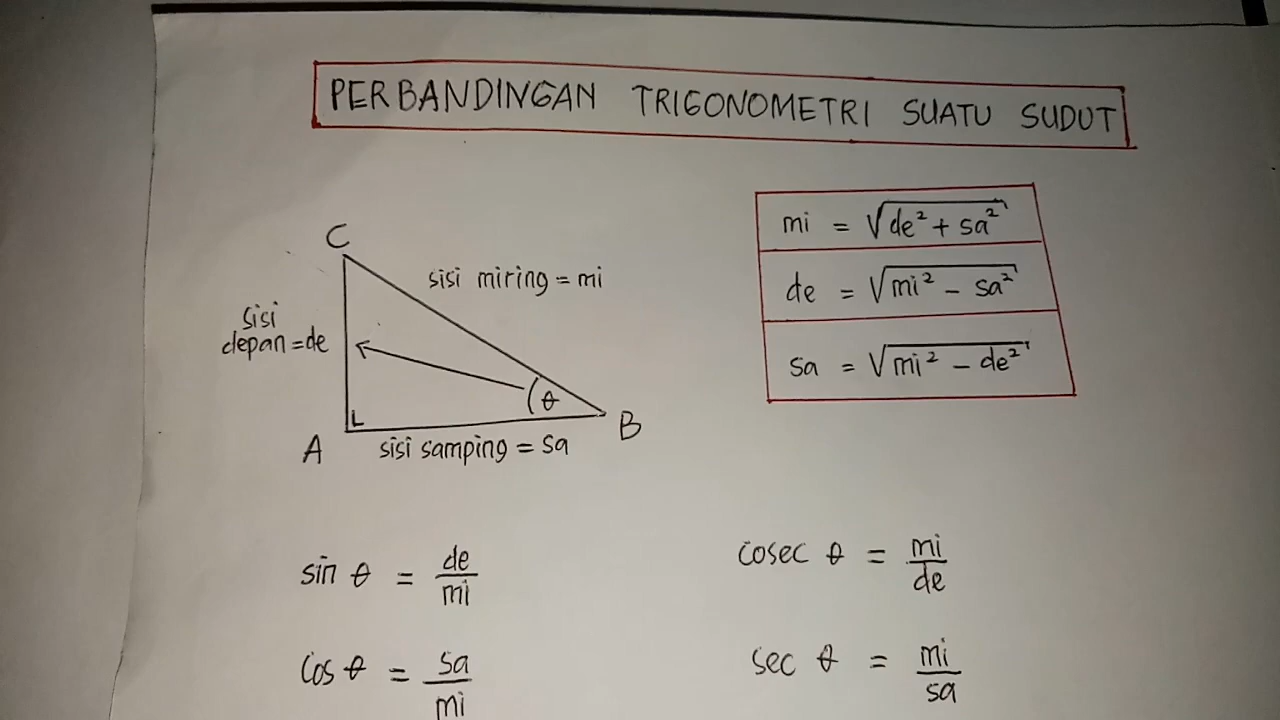 PERBANDINGAN TRIGONOMETRI SUATU SUDUT
C
sisi miring = mi
sisi
depan = de
θ
A
B
sisi samping = sa
mi = √de² + sa²
de = √mi² - sa²
sa = √mi² - de²
sin θ = de/mi
cosec θ = mi/de
cos θ = sa/mi
sec θ = mi/sa